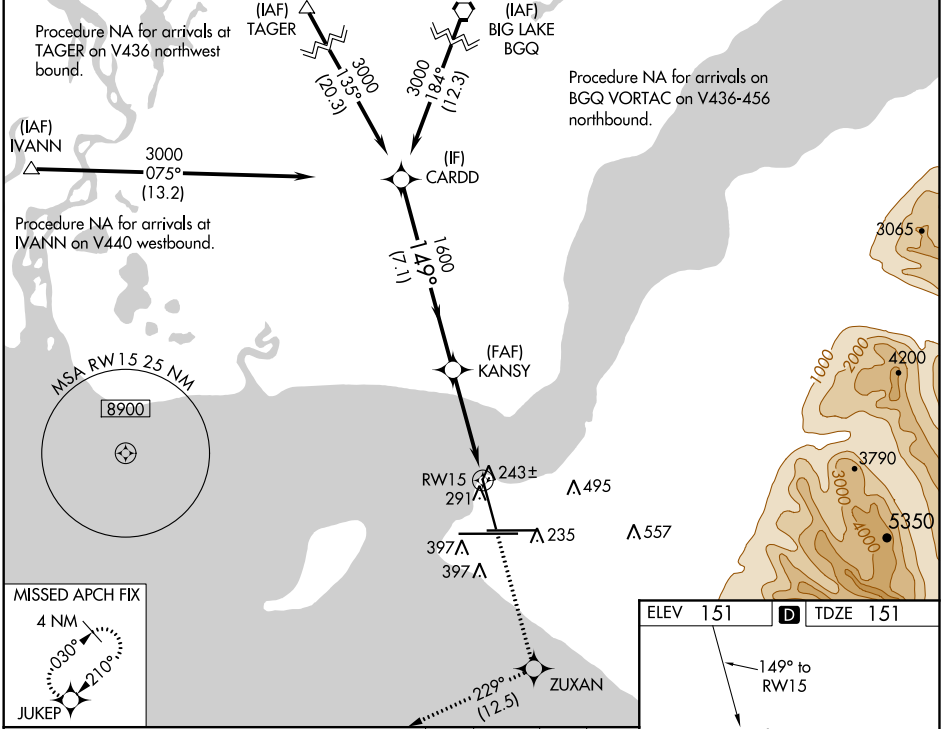 (IAF)
TAGER
(IAF)
BIG LAKE
BGQ
Procedure NA for arrivals at
TAGER on V436 northwest
bound.
3000
135°
(20.3)
3000
184°
(12.3)
Procedure NA for arrivals on
BGQ VORTAC on V436-456
northbound.
(IAF)
IVANN
3000
075°
(13.2)
(IF)
CARDD
Procedure NA for arrivals at
IVANN on V440 westbound.
1600
149°
(7.1)
3065
(FAF)
KANSY
1000
2000
4200
MSA RW15 25 NM
8900
RW15
243±
291
495
3790
3000
4000
5350
397
235
557
397
MISSED APCH FIX
4 NM
030°
210°
JUKEP
ZUXAN
229°
(12.5)
ELEV 151 D TDZE 151
149° to
RW15